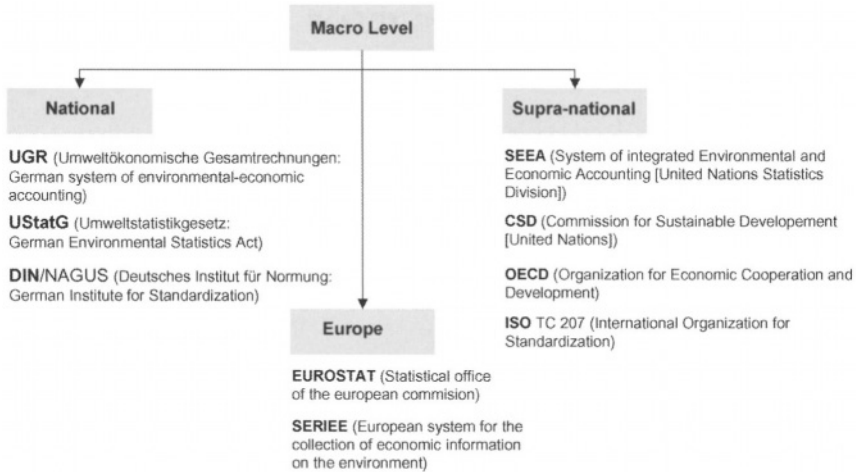 Macro Level
National
UGR (Umweltökonomische Gesamtrechnungen:
German system of environmental-economic
accounting)
UStatG (Umweltstatistikgesetz:
German Environmental Statistics Act)
DIN/NAGUS (Deutsches Institut für Normung:
German Institute for Standardization)
Europe
EUROSTAT (Statistical office
of the european commision)
SERIEE (European system for the
collection of economic information
on the environment)
Supra-national
SEEA (System of integrated Environmental and
Economic Accounting [United Nations Statistics
Division])
CSD (Commission for Sustainable Developement
[United Nations])
OECD (Organization for Economic Cooperation and
Development)
ISO TC 207 (International Organization for
Standardization)